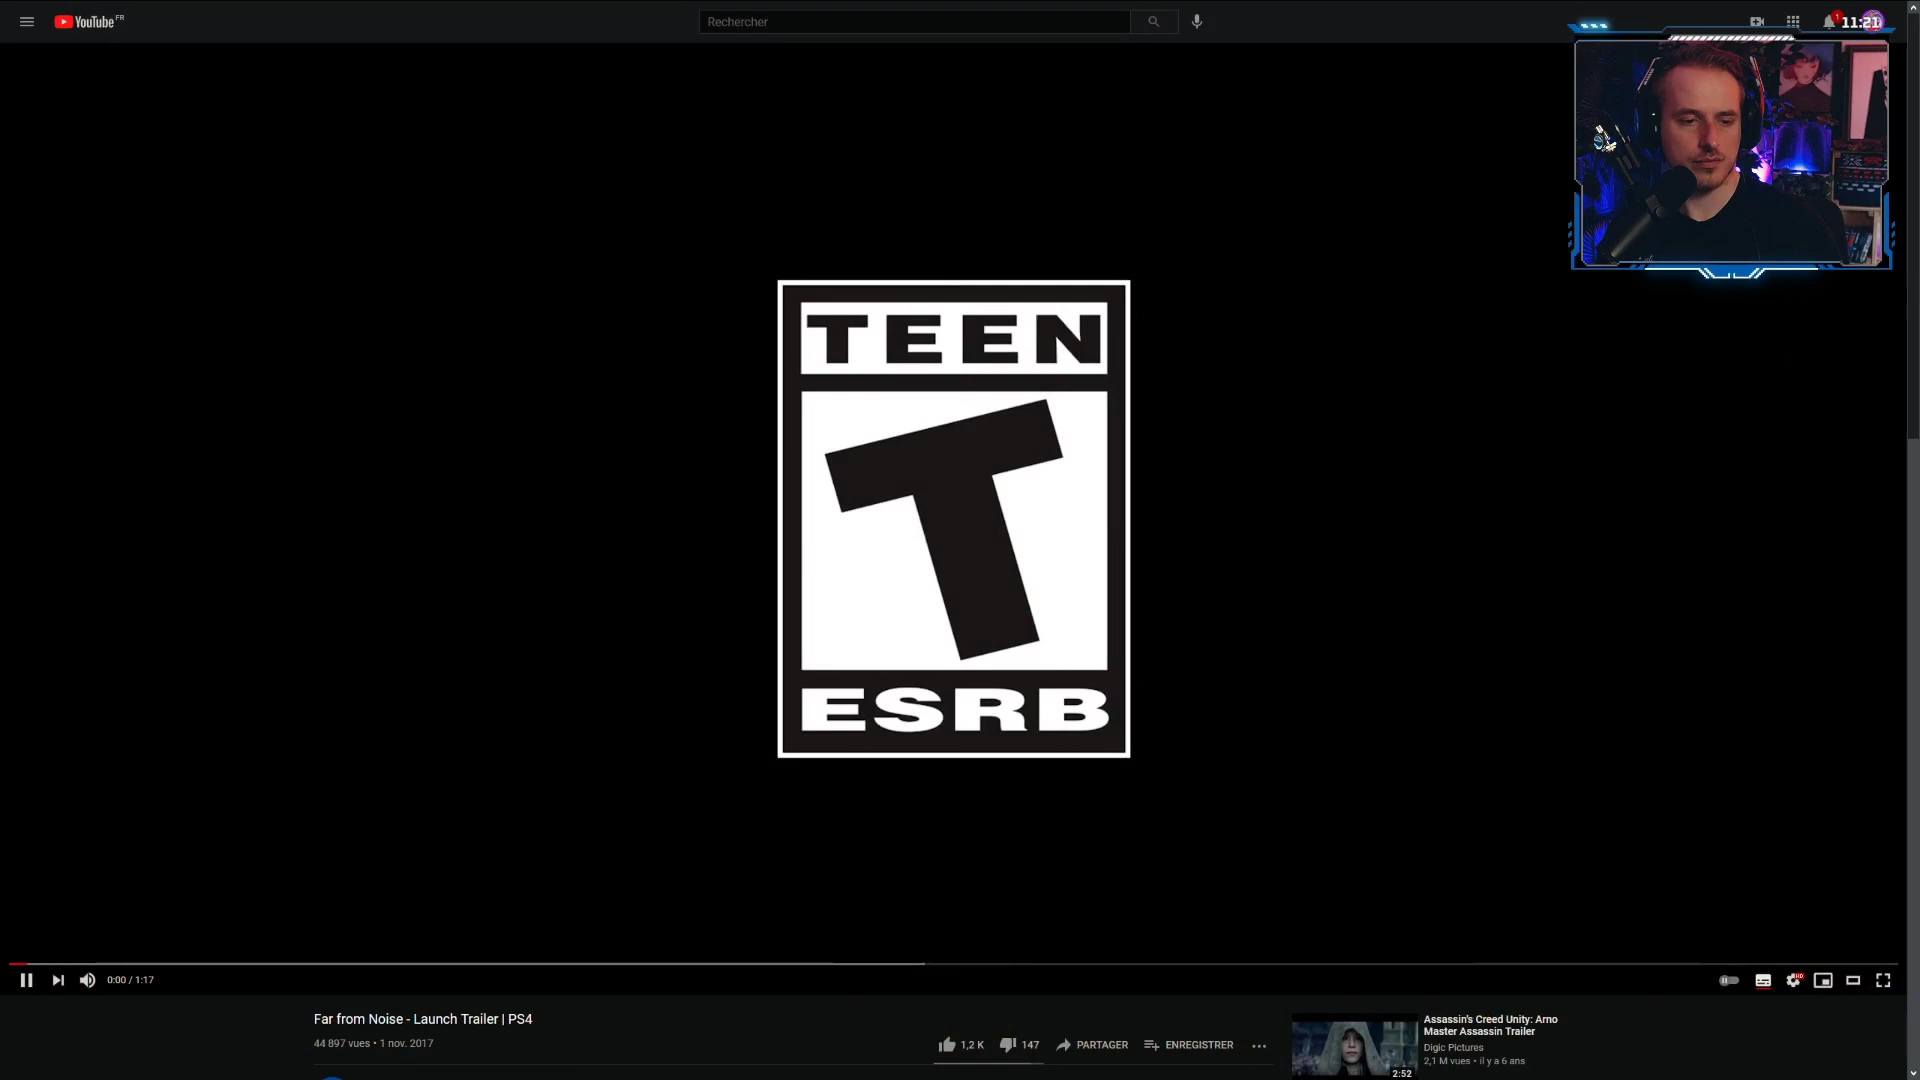 YouTube FR
Rechercher
1
11:21
TEEN
T
ESRB
0:00 / 1:17
HD
Far from Noise - Launch Trailer | PS4
44 897 vues • 1 nov. 2017
1,2 K
147
PARTAGER
ENREGISTRER
Assassin's Creed Unity: Arno
Master Assassin Trailer
Digic Pictures
2,1 M vues • il y a 6 ans
2:52